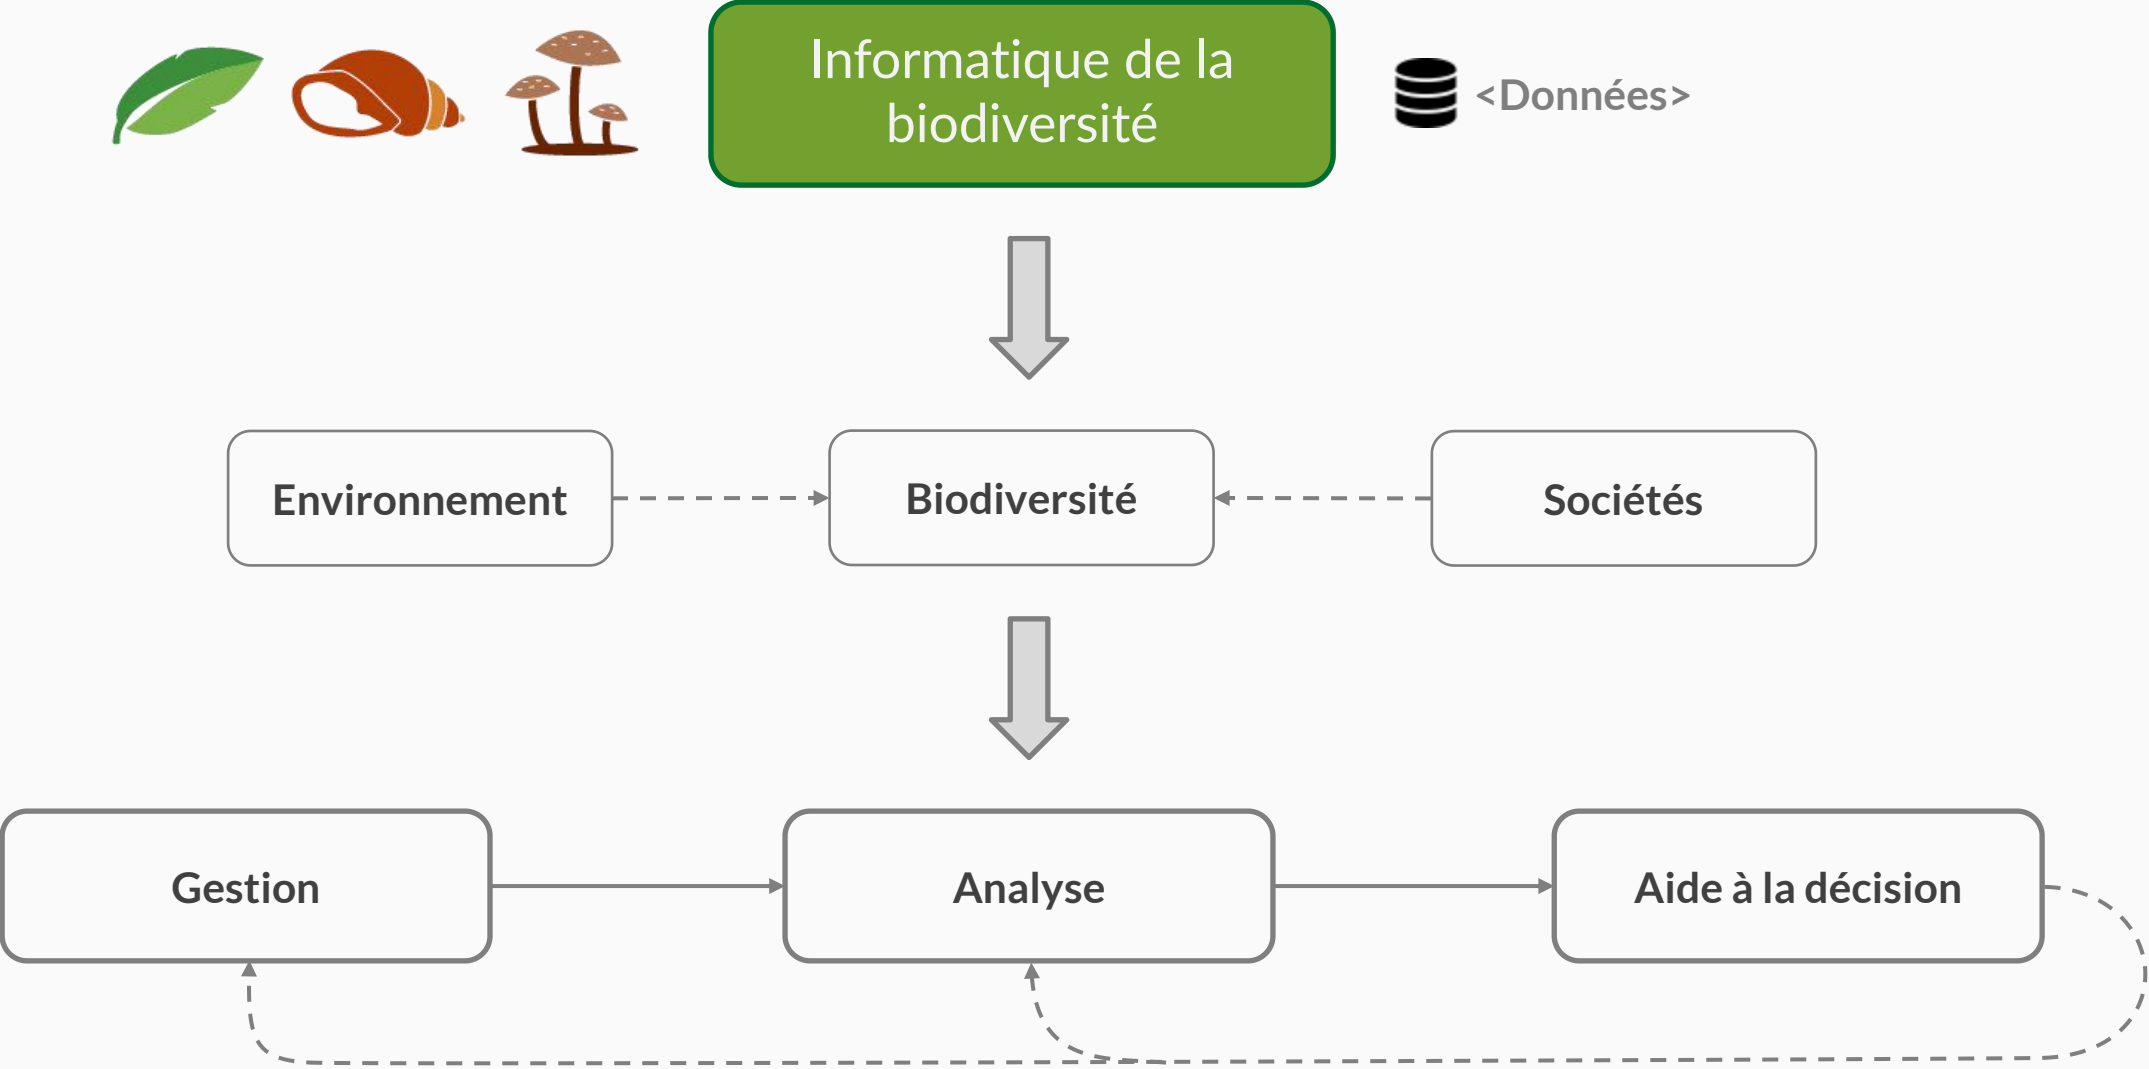 Informatique de la
biodiversité
<Données>
Environnement
Biodiversité
Sociétés
Gestion
Analyse
Aide à la décision